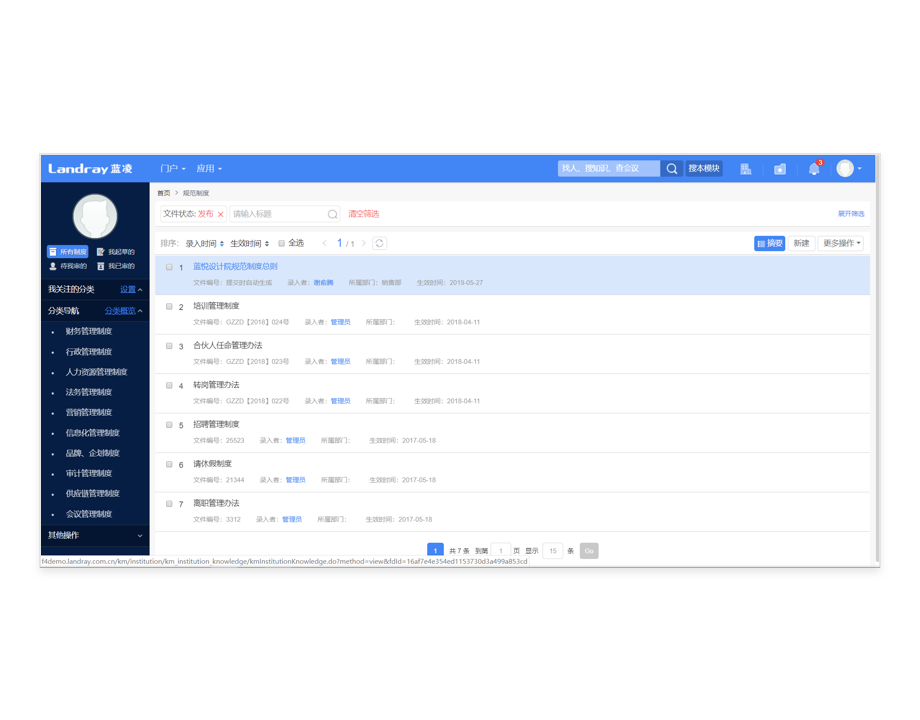 Landray 蓝凌 门户 应用 找人、搜知识、查会议 搜本模块 3
首页 > 规范制度
文件状态: 发布 × 请输入标题 清空筛选 展开筛选
所有制度 我起草的
待我审的 我已审的
我关注的分类 设置
分类导航 分类概览
财务管理制度
行政管理制度
人力资源管理制度
法务管理制度
营销管理制度
信息化管理制度
品牌、企划制度
审计管理制度
供应链管理制度
会议管理制度
其他操作
排序: 录入时间 生效时间 全选 < 1 / 1 > 摘要 新建 更多操作
1 蓝悦设计院规范制度总则
文件编号: 提交时自动生成 录入者: 谢俞腾 所属部门: 销售部 生效时间: 2019-05-27
2 培训管理制度
文件编号: GZZD【2018】024号 录入者: 管理员 所属部门: 生效时间: 2018-04-11
3 合伙人任命管理办法
文件编号: GZZD【2018】023号 录入者: 管理员 所属部门: 生效时间: 2018-04-11
4 转岗管理办法
文件编号: GZZD【2018】022号 录入者: 管理员 所属部门: 生效时间: 2018-04-11
5 招聘管理制度
文件编号: 25523 录入者: 管理员 所属部门: 生效时间: 2017-05-18
6 请休假制度
文件编号: 21344 录入者: 管理员 所属部门: 生效时间: 2017-05-18
7 离职管理办法
文件编号: 3312 录入者: 管理员 所属部门: 生效时间: 2017-05-18
1 共 7 条 到第 1 页 显示 15 条 Go
f4demo.landray.com.cn/km/institution/km_institution_knowledge/kmInstitutionKnowledge.do?method=view&fdId=16af7e4e354ed1153730d3a499a853cd